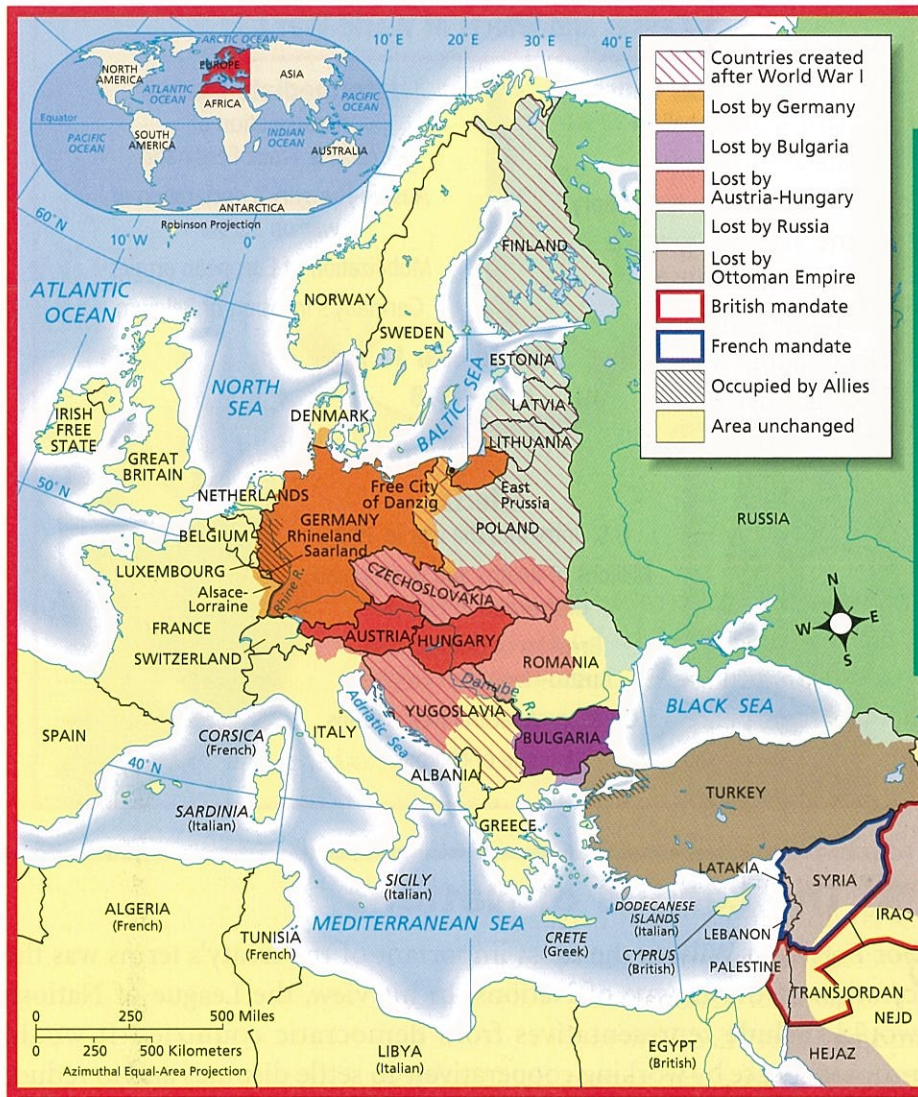 ARCTIC OCEAN
NORTH
AMERICA
EUROPE
ASIA
ATLANTIC
OCEAN
AFRICA
PACIFIC
OCEAN
Equator
PACIFIC
OCEAN
SOUTH
AMERICA
INDIAN
OCEAN
AUSTRALIA
ANTARCTICA
Robinson Projection
10°E
20°E
30°E
40°E
50°E
60°N
10°W
0°
50°N
40°N
Countries created
after World War I
Lost by Germany
Lost by Bulgaria
Lost by
Austria-Hungary
Lost by Russia
Lost by
Ottoman Empire
British mandate
French mandate
Occupied by Allies
Area unchanged
ATLANTIC
OCEAN
NORWAY
SWEDEN
FINLAND
NORTH
SEA
BALTIC SEA
ESTONIA
LATVIA
LITHUANIA
DENMARK
IRISH
FREE
STATE
GREAT
BRITAIN
NETHERLANDS
Free City
of Danzig
East
Prussia
GERMANY
Rhineland
Saarland
POLAND
RUSSIA
BELGIUM
LUXEMBOURG
Alsace-
Lorraine
Rhine R.
CZECHOSLOVAKIA
FRANCE
SWITZERLAND
AUSTRIA
HUNGARY
ROMANIA
N
W
E
S
Danube R.
YUGOSLAVIA
Adriatic Sea
BLACK SEA
SPAIN
CORSICA
(French)
ITALY
BULGARIA
ALBANIA
SARDINIA
(Italian)
GREECE
TURKEY
SICILY
(Italian)
LATAKIA
SYRIA
IRAQ
ALGERIA
(French)
TUNISIA
(French)
MEDITERRANEAN SEA
CRETE
(Greek)
DODECANESE
ISLANDS
(Italian)
CYPRUS
(British)
LEBANON
PALESTINE
TRANSJORDAN
NEJD
HEJAZ
LIBYA
(Italian)
EGYPT
(British)
0 250 500 Miles
0 250 500 Kilometers
Azimuthal Equal-Area Projection